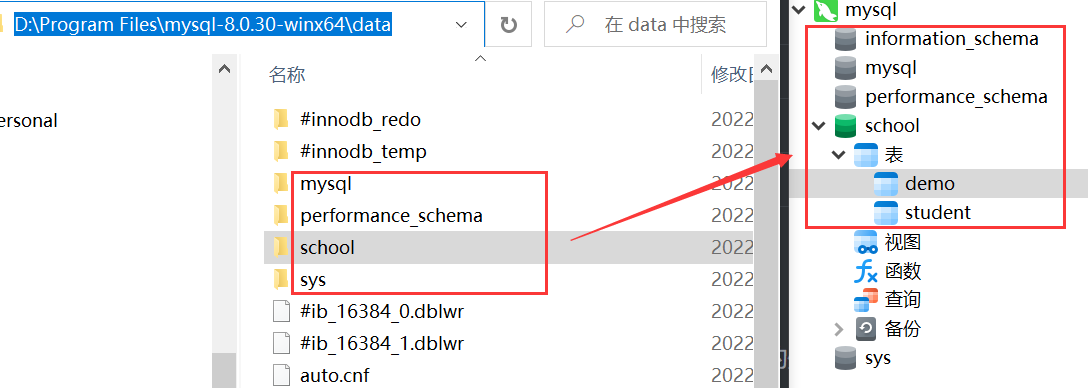 D:\Program Files\mysql-8.0.30-winx64\data
在 data 中搜索
ersonal
名称
修改日
#innodb_redo
2022
#innodb_temp
2022
mysql
2022
performance_schema
2022
school
2022
sys
2022
#ib_16384_0.dblwr
2022
#ib_16384_1.dblwr
2022
auto.cnf
2022
mysql
information_schema
mysql
performance_schema
school
表
demo
student
视图
函数
查询
备份
sys